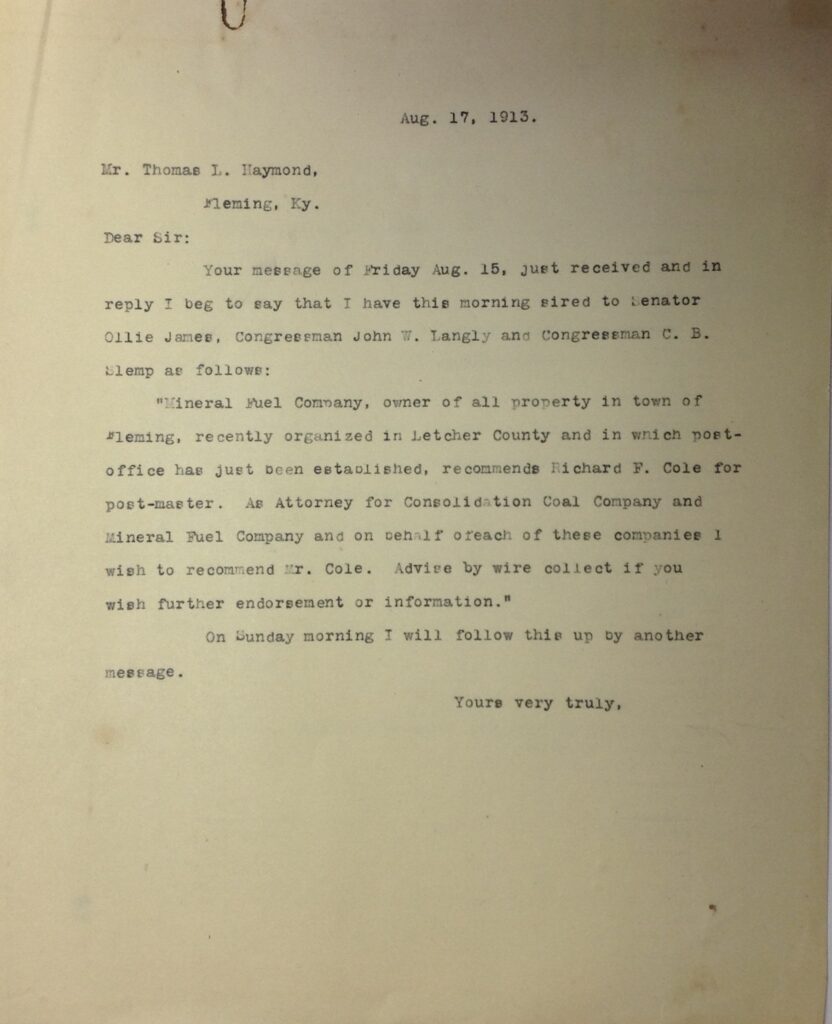 Aug. 17, 1913.
Mr. Thomas L. Haymond,
Fleming, Ky.
Dear Sir:
Your message of Friday Aug. 15, just received and in
reply I beg to say that I have this morning sired to Senator
Ollie James, Congressman John W. Langly and Congressman C. B.
Slemp as follows:
"Mineral Fuel Company, owner of all property in town of
Fleming, recently organized in Letcher County and in which post-
office has just been established, recommends Richard F. Cole for
post-master. As Attorney for Consolidation Coal Company and
Mineral Fuel Company and on behalf ofeach of these companies I
wish to recommend Mr. Cole. Advise by wire collect if you
wish further endorsement or information."
On Sunday morning I will follow this up by another
message.
Yours very truly,